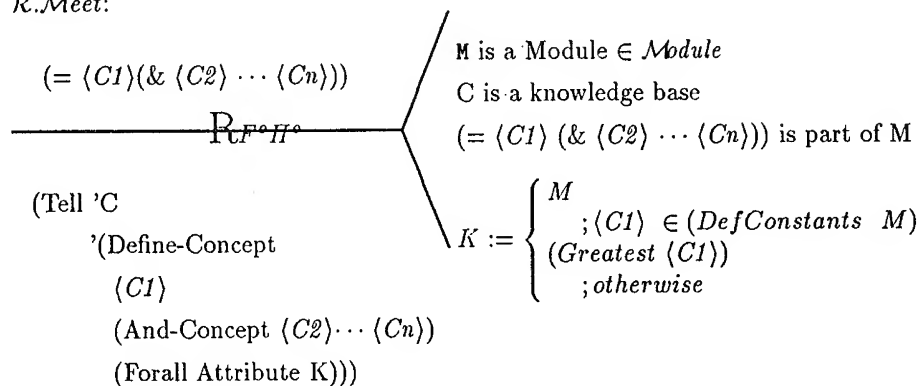 R.Meet:
(= ⟨C1⟩(& ⟨C2⟩ ··· ⟨Cn⟩))
R F°H°
(Tell 'C
'(Define-Concept
⟨C1⟩
(And-Concept ⟨C2⟩··· ⟨Cn⟩)
(Forall Attribute K)))
M is a Module ∈ Module
C is a knowledge base
(= ⟨C1⟩ (& ⟨C2⟩ ··· ⟨Cn⟩)) is part of M
K := { M
;⟨C1⟩ ∈ (DefConstants M)
(Greatest ⟨C1⟩)
;otherwise